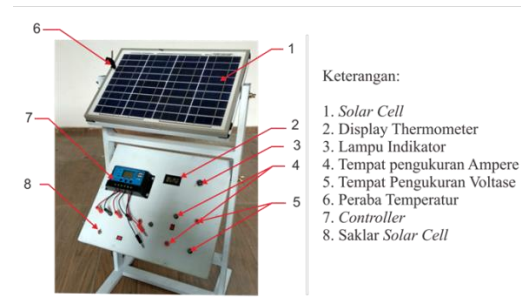 6
1
7
2
3
4
8
5
Keterangan:
1. Solar Cell
2. Display Thermometer
3. Lampu Indikator
4. Tempat pengukuran Ampere
5. Tempat Pengukuran Voltase
6. Peraba Temperatur
7. Controller
8. Saklar Solar Cell